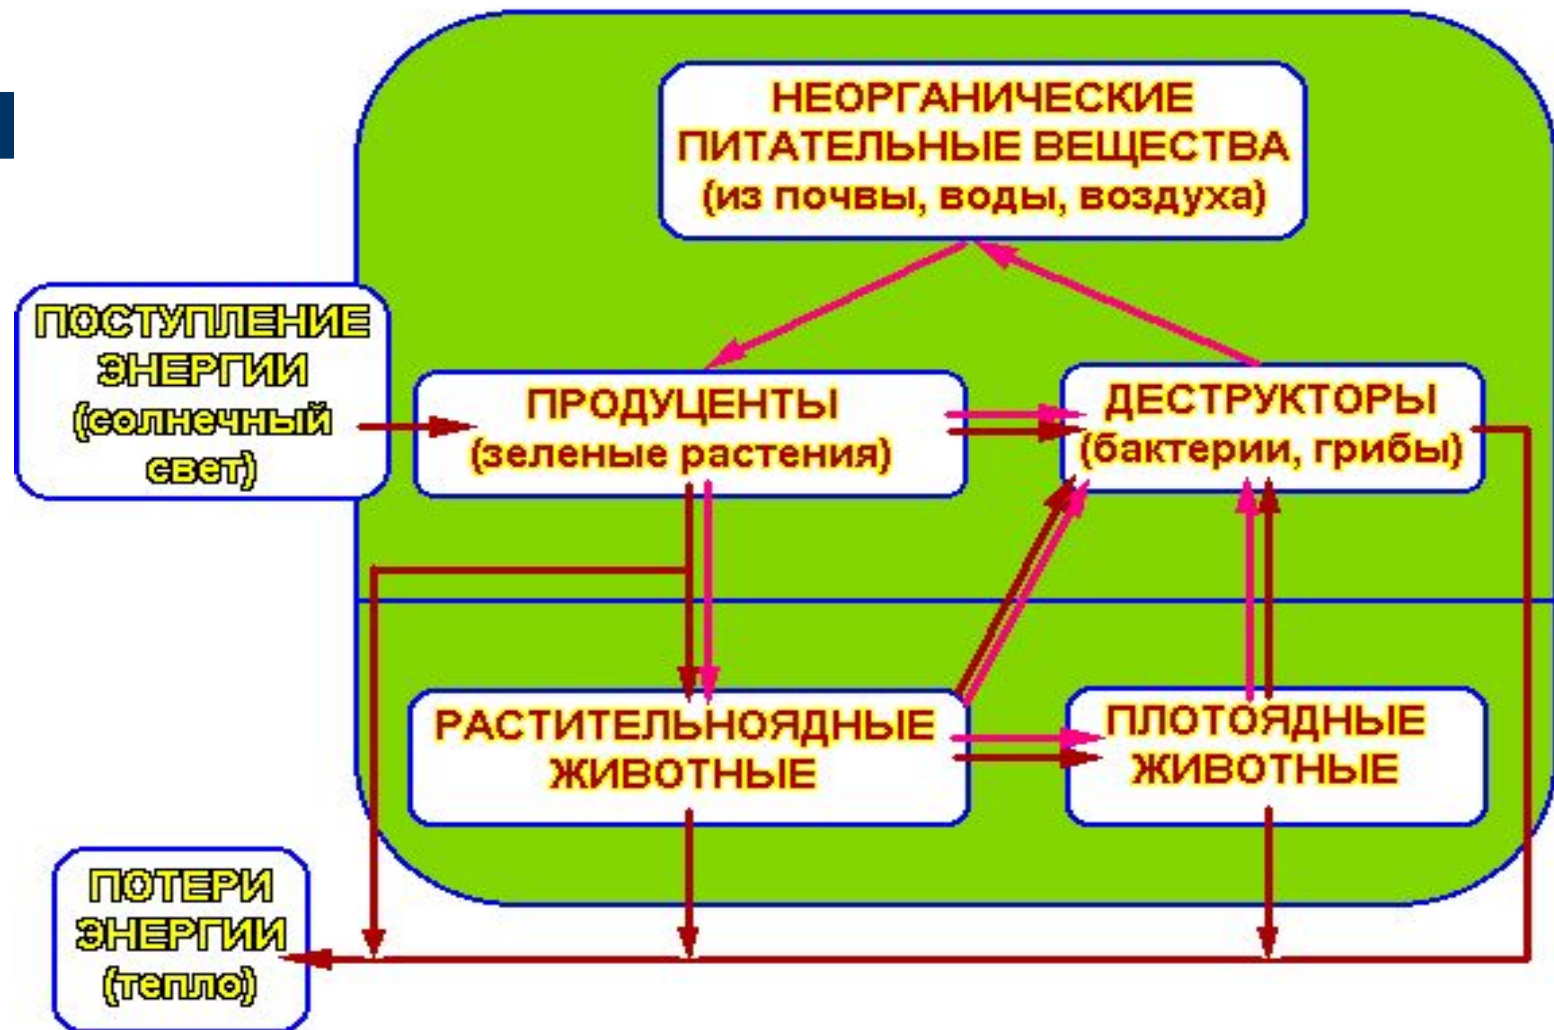 НЕОРГАНИЧЕСКИЕ
ПИТАТЕЛЬНЫЕ ВЕЩЕСТВА
(из почвы, воды, воздуха)
ПОСТУПЛЕНИЕ
ЭНЕРГИИ
(солнечный
свет)
ПРОДУЦЕНТЫ
(зеленые растения)
ДЕСТРУКТОРЫ
(бактерии, грибы)
РАСТИТЕЛЬНОЯДНЫЕ
ЖИВОТНЫЕ
ПЛОТОЯДНЫЕ
ЖИВОТНЫЕ
ПОТЕРИ
ЭНЕРГИИ
(тепло)